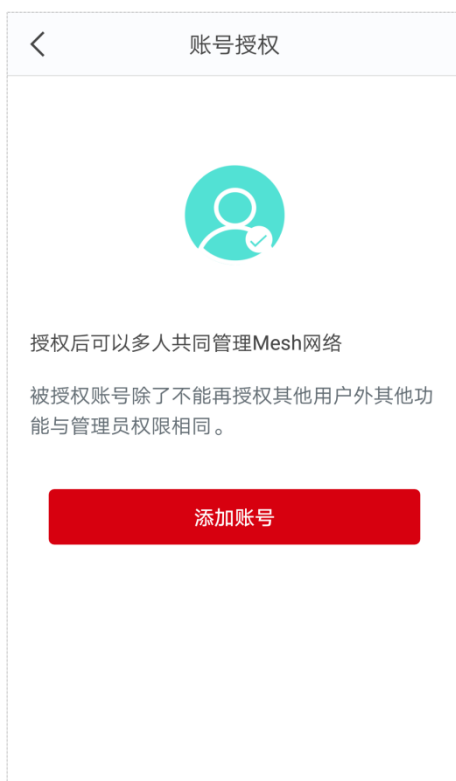 账号授权
授权后可以多人共同管理Mesh网络
被授权账号除了不能再授权其他用户外其他功
能与管理员权限相同。
添加账号